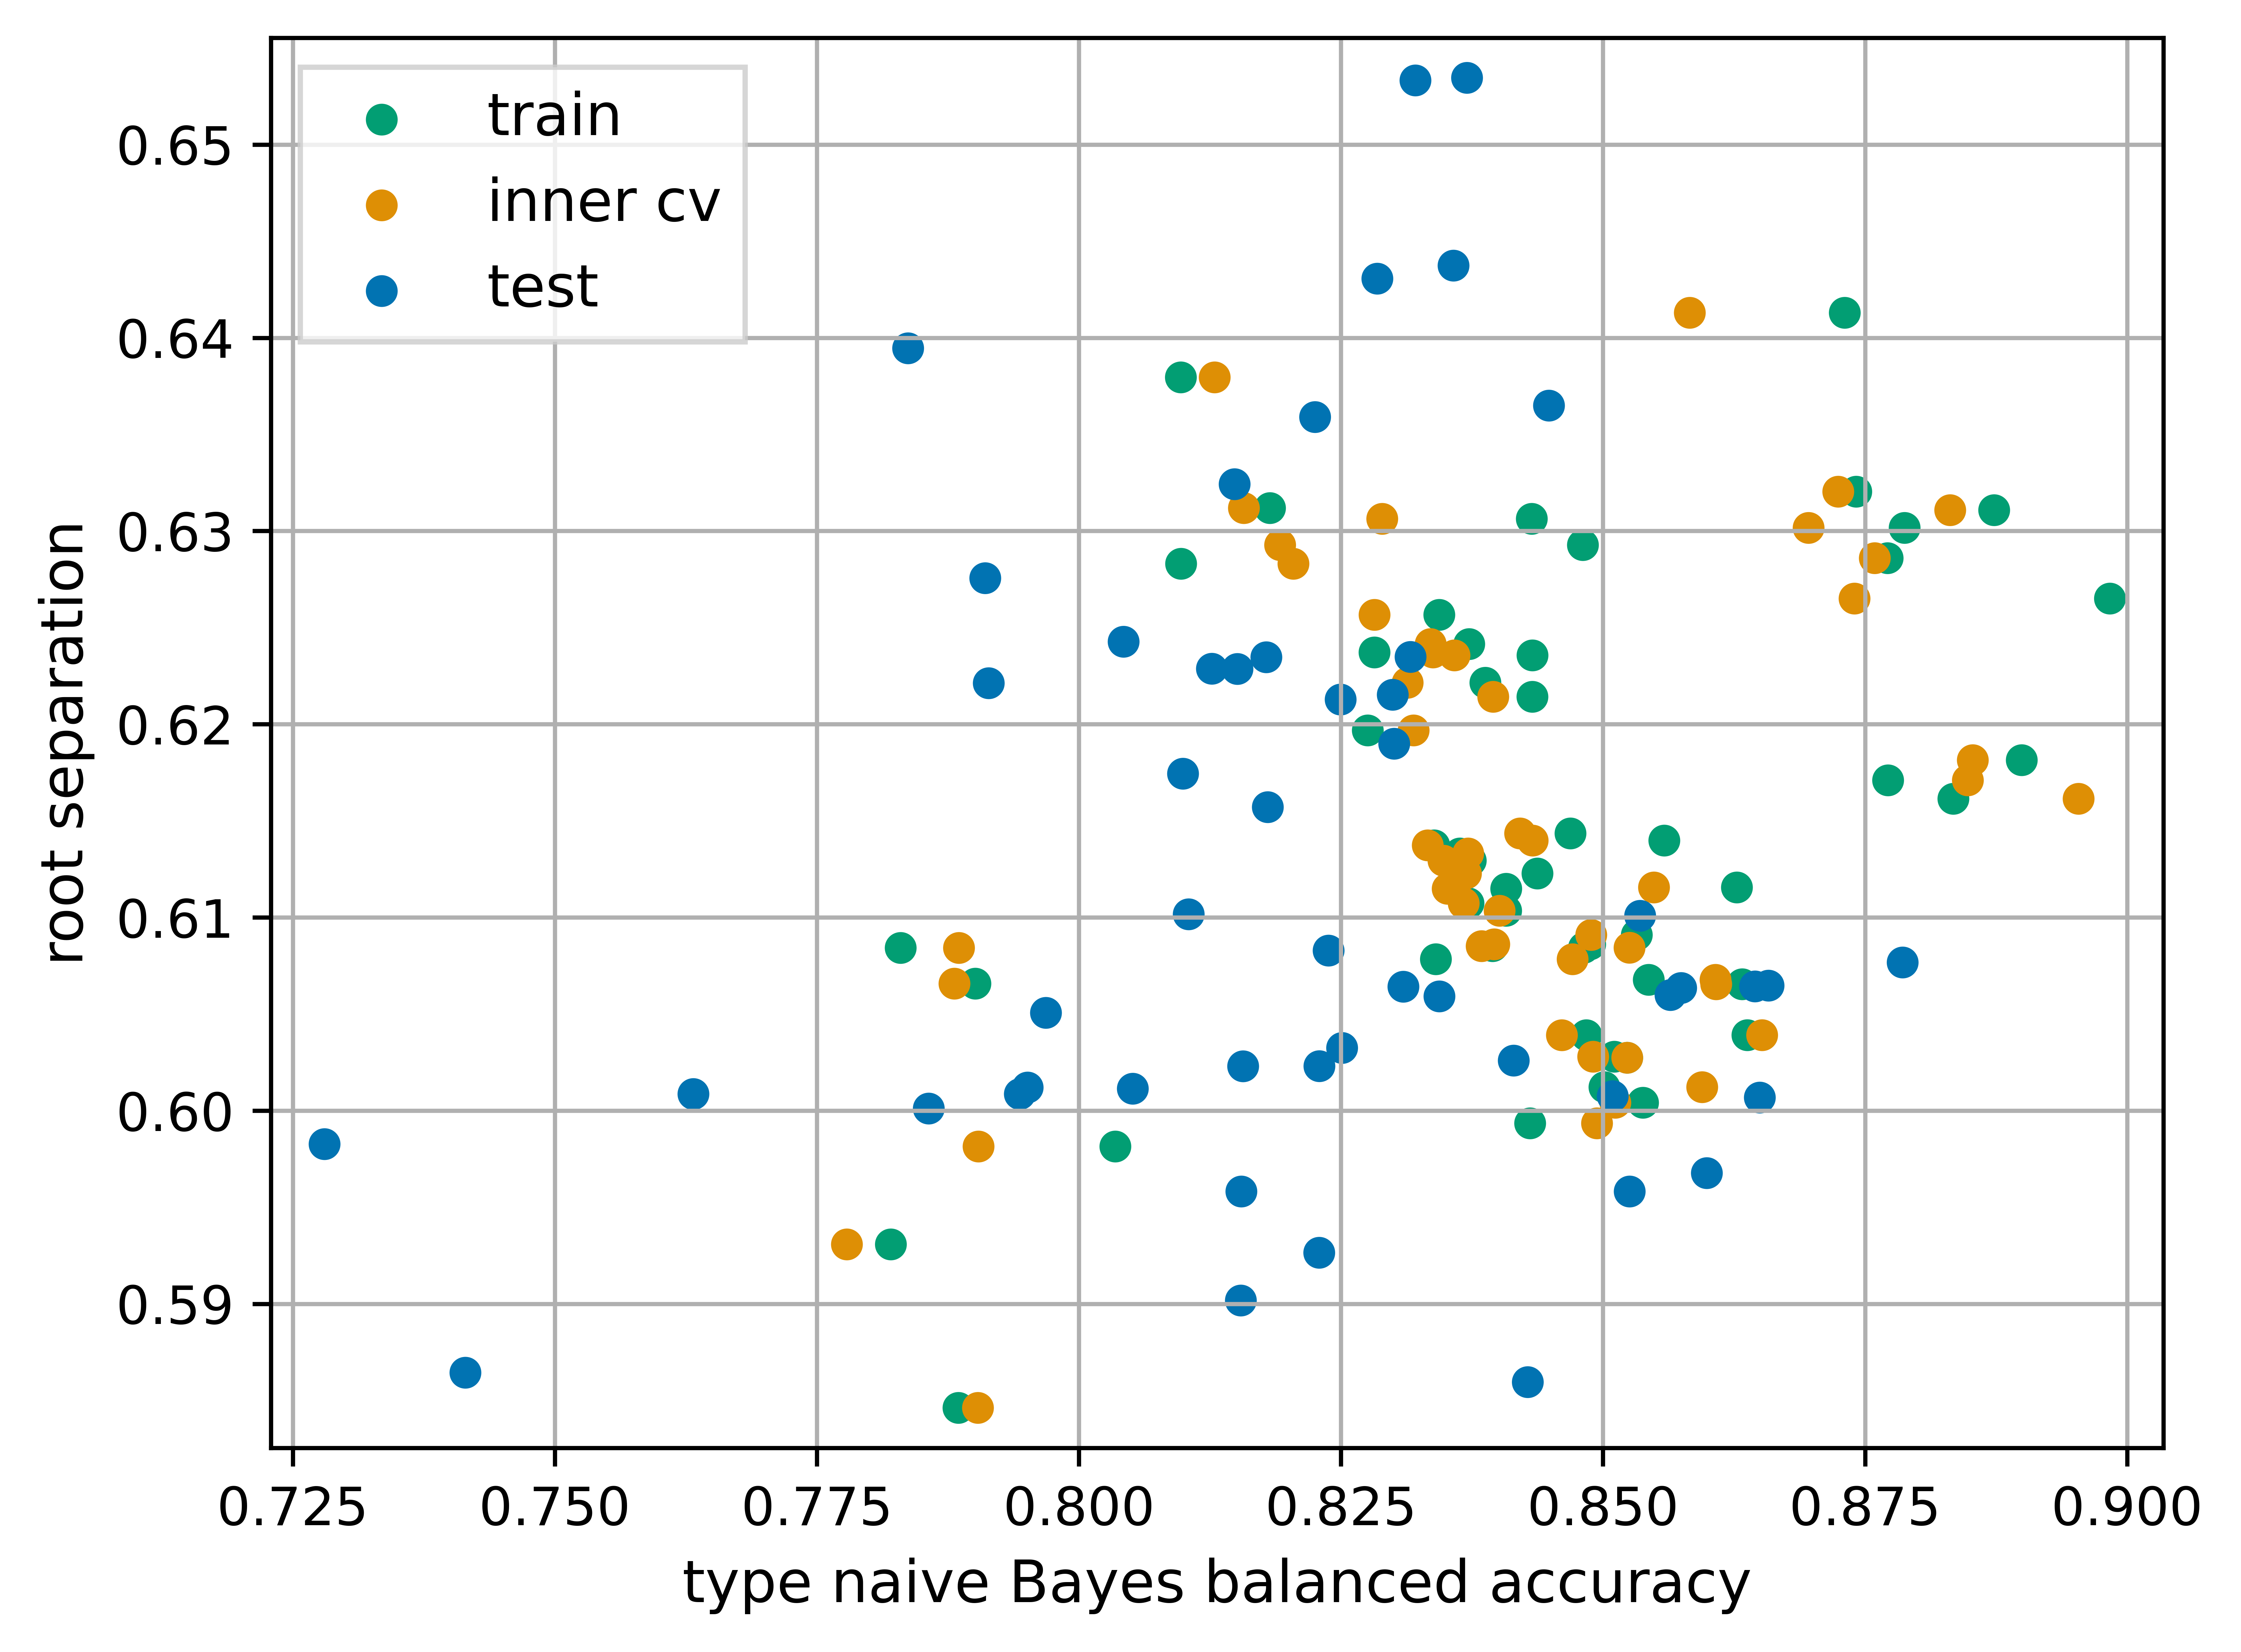 train
inner cv
test
root separation
0.65
0.64
0.63
0.62
0.61
0.60
0.59
0.725 0.750 0.775 0.800 0.825 0.850 0.875 0.900
type naive Bayes balanced accuracy